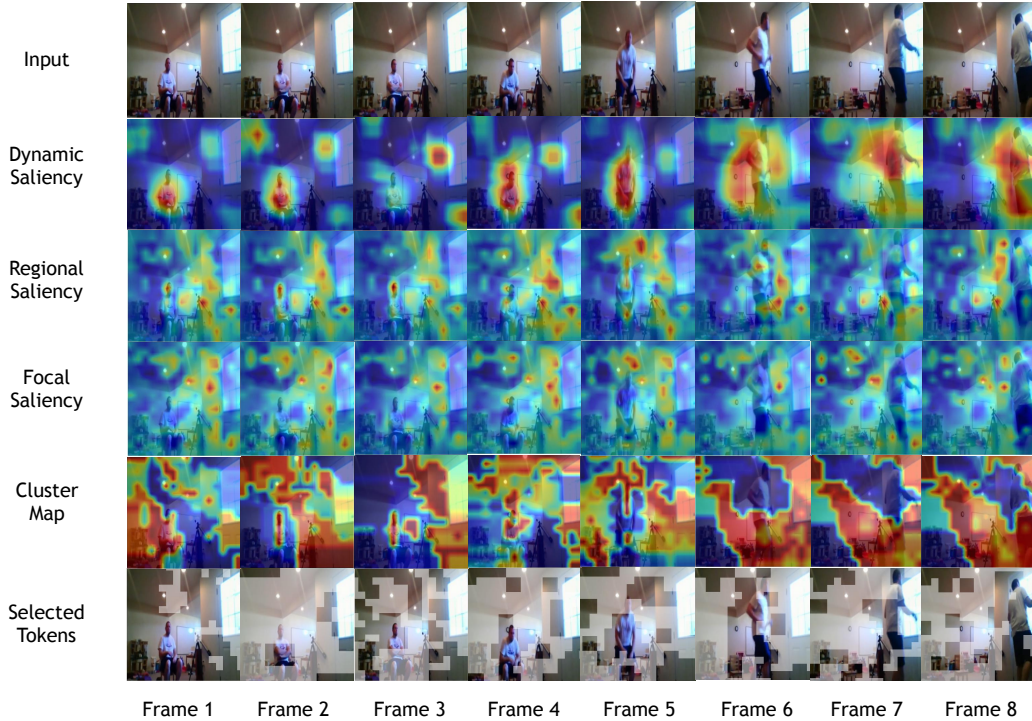 Input
Dynamic
Saliency
Regional
Saliency
Focal
Saliency
Cluster
Map
Selected
Tokens
Frame 1 Frame 2 Frame 3 Frame 4 Frame 5 Frame 6 Frame 7 Frame 8